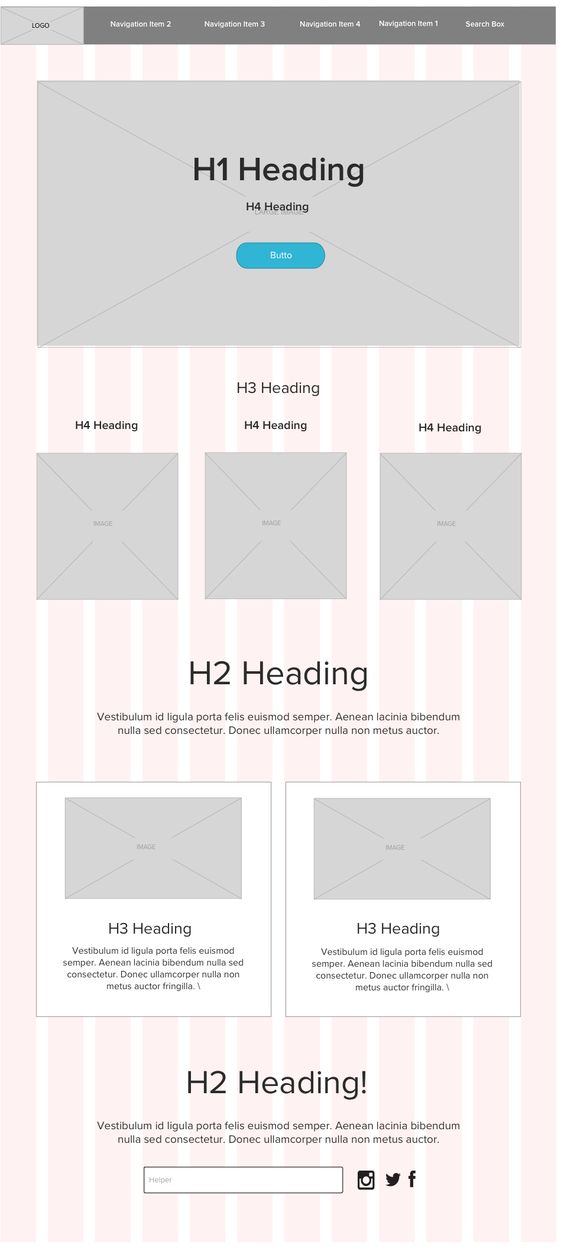 LOGO
Navigation Item 2
Navigation Item 3
Navigation Item 4
Navigation Item 1
Search Box
H1 Heading
H4 Heading
LARGE IMAGE
Butto
H3 Heading
H4 Heading
H4 Heading
H4 Heading
IMAGE
IMAGE
IMAGE
H2 Heading
Vestibulum id ligula porta felis euismod semper. Aenean lacinia bibendum
nulla sed consectetur. Donec ullamcorper nulla non metus auctor.
IMAGE
H3 Heading
Vestibulum id ligula porta felis euismod
semper. Aenean lacinia bibendum nulla sed
consectetur. Donec ullamcorper nulla non
metus auctor fringilla. \
IMAGE
H3 Heading
Vestibulum id ligula porta felis euismod
semper. Aenean lacinia bibendum nulla sed
consectetur. Donec ullamcorper nulla non
metus auctor fringilla. \
H2 Heading!
Vestibulum id ligula porta felis euismod semper. Aenean lacinia bibendum
nulla sed consectetur. Donec ullamcorper nulla non metus auctor.
Helper